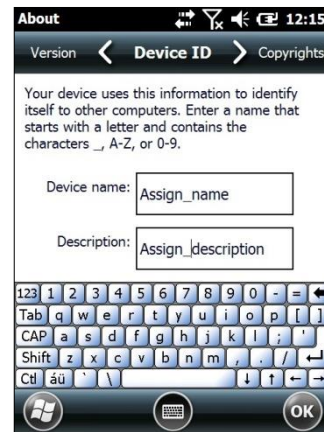 About 12:15
Version Device ID Copyrights
Your device uses
this information to identify
itself to other computers. Enter a name that
starts with a letter and contains the
characters _, A-Z, or 0-9.
Device name: Assign_name
Description: Assign_description
123 1 2 3 4 5 6 7 8 9 0 - =
Tab q w e r t y u i o p [ ]
CAP a s d f g h j k l ; '
Shift z x c v b n m , . /
Ctl áü ` \
OK